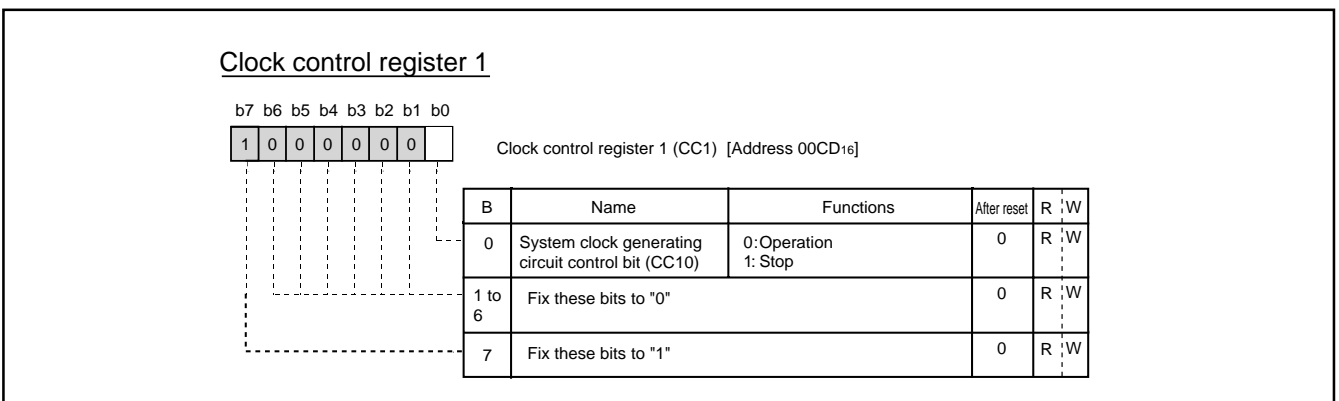 Clock control register 1
b7 b6 b5 b4 b3 b2 b1 b0
1 0 0 0 0 0 0
Clock control register 1 (CC1) [Address 00CD16]
B Name Functions After reset R W
0 System clock generating 0:Operation 0 R W
circuit control bit (CC10) 1: Stop
1 to Fix these bits to "0" 0 R W
6
7 Fix these bits to "1" 0 R W